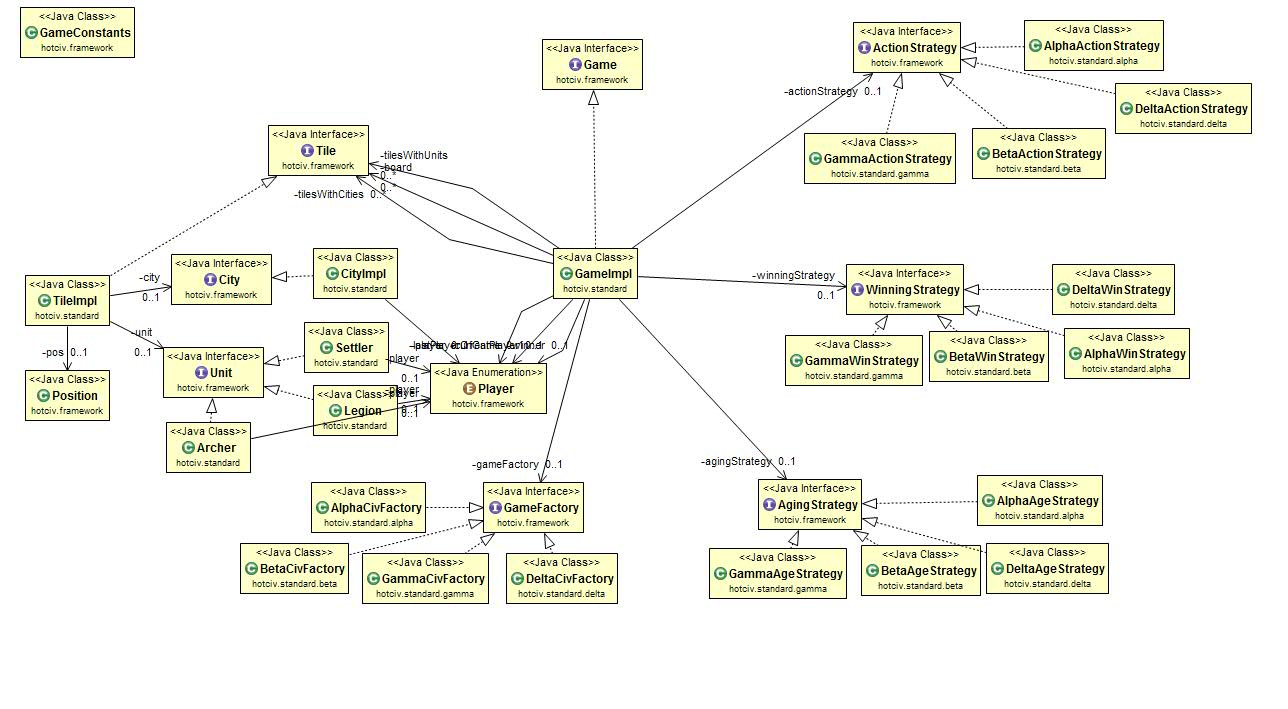 <<Java Class>>
GameConstants
hotciv.framework
<<Java Interface>>
Game
hotciv.framework
<<Java Interface>>
ActionStrategy
hotciv.framework
<<Java Class>>
AlphaActionStrategy
hotciv.standard.alpha
<<Java Class>>
DeltaActionStrategy
hotciv.standard.delta
-actionStrategy 0..1
<<Java Class>>
GammaActionStrategy
hotciv.standard.gamma
<<Java Class>>
BetaActionStrategy
hotciv.standard.beta
<<Java Interface>>
Tile
hotciv.framework
-tilesWithUnits
-board
0..*
0..*
-tilesWithCities 0..*
<<Java Class>>
TileImpl
hotciv.standard
-city
0..1
<<Java Interface>>
City
hotciv.framework
<<Java Class>>
CityImpl
hotciv.standard
<<Java Class>>
GameImpl
hotciv.standard
-winningStrategy
0..1
<<Java Interface>>
WinningStrategy
hotciv.framework
<<Java Class>>
DeltaWinStrategy
hotciv.standard.delta
<<Java Class>>
GammaWinStrategy
hotciv.standard.gamma
<<Java Class>>
BetaWinStrategy
hotciv.standard.beta
<<Java Class>>
AlphaWinStrategy
hotciv.standard.alpha
-unit
0..1
-pos 0..1
<<Java Class>>
Position
hotciv.framework
<<Java Interface>>
Unit
hotciv.framework
<<Java Class>>
Settler
hotciv.standard
-player
0..1
<<Java Class>>
Legion
hotciv.standard
-player
-player
0..1
0..1
<<Java Enumeration>>
Player
hotciv.framework
<<Java Class>>
Archer
hotciv.standard
-gameFactory 0..1
<<Java Interface>>
GameFactory
hotciv.framework
<<Java Class>>
AlphaCivFactory
hotciv.standard.alpha
<<Java Class>>
BetaCivFactory
hotciv.standard.beta
<<Java Class>>
GammaCivFactory
hotciv.standard.gamma
<<Java Class>>
DeltaCivFactory
hotciv.standard.delta
-agingStrategy 0..1
<<Java Interface>>
AgingStrategy
hotciv.framework
<<Java Class>>
AlphaAgeStrategy
hotciv.standard.alpha
<<Java Class>>
GammaAgeStrategy
hotciv.standard.gamma
<<Java Class>>
BetaAgeStrategy
hotciv.standard.beta
<<Java Class>>
DeltaAgeStrategy
hotciv.standard.delta